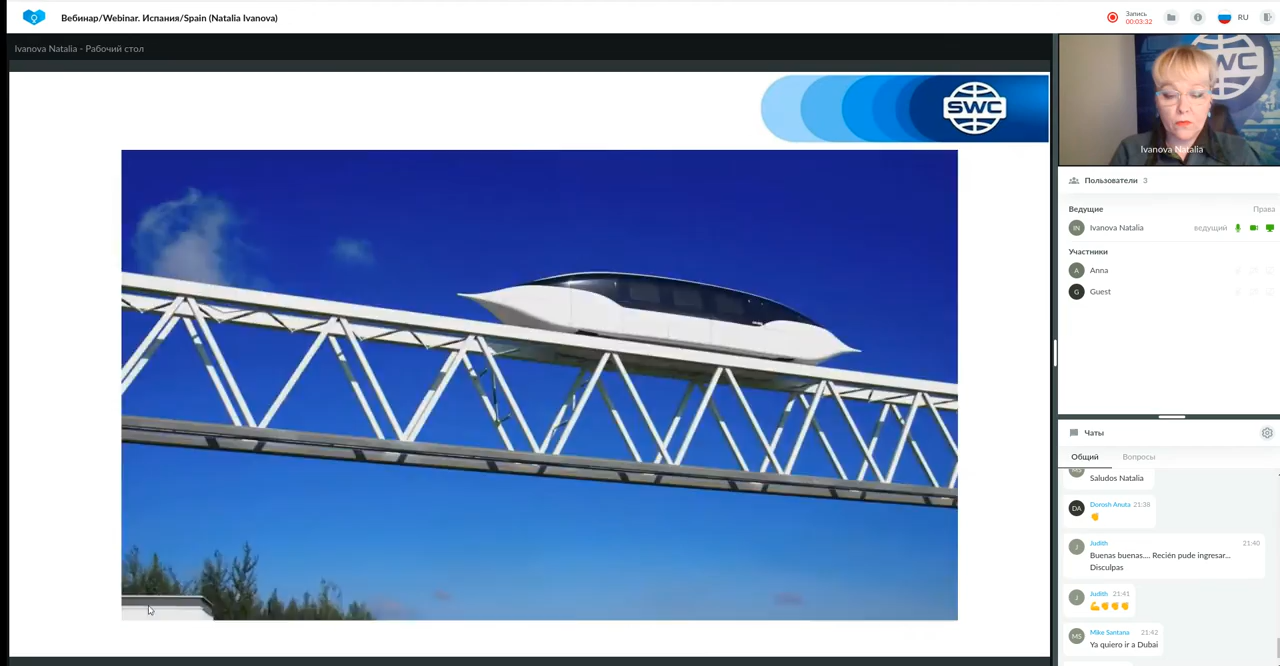 Вебинар/Webinar. Испания/Spain (Natalia Ivanova)
Запись
00:03:32
RU
Ivanova Natalia - Рабочий стол
SWC
SWC
Ivanova Natalia
Пользователи 3
Ведущие Права
IN Ivanova Natalia ведущий
Участники
A Anna
G Guest
Чаты
Общий Вопросы
MS
Saludos Natalia
DA Dorosh Anuta 21:38
✊
J Judith 21:40
Buenas buenas.... Recién pude ingresar...
Disculpas
J Judith 21:41
💪✊✊✊
MS Mike Santana 21:42
Ya quiero ir a Dubai